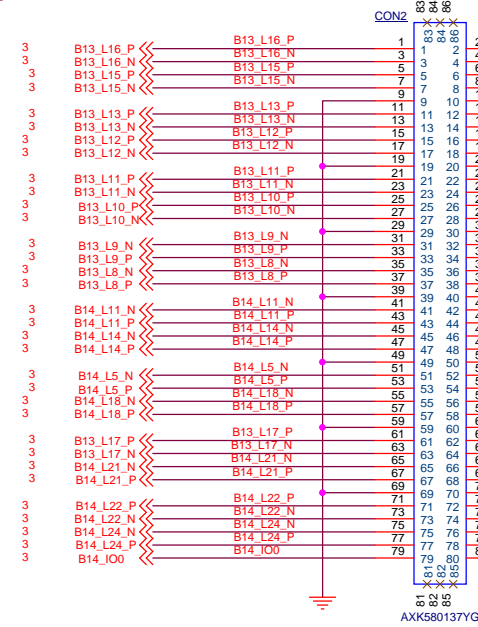 83
84
86
CON2
83
84
86
3 B13_L16_P B13_L16_P 1 1 2
3 B13_L16_N B13_L16_N 3 3 4
3 B13_L15_P B13_L15_P 5 5 6
3 B13_L15_N B13_L15_N 7 7 8
9 9 10
3 B13_L13_P B13_L13_P 11 11 12
3 B13_L13_N B13_L13_N 13 13 14
3 B13_L12_P B13_L12_P 15 15 16
3 B13_L12_N B13_L12_N 17 17 18
19 19 20
3 B13_L11_P B13_L11_P 21 21 22
3 B13_L11_N B13_L11_N 23 23 24
3 B13_L10_P B13_L10_P 25 25 26
3 B13_L10_N B13_L10_N 27 27 28
29 29 30
3 B13_L9_N B13_L9_N 31 31 32
3 B13_L9_P B13_L9_P 33 33 34
3 B13_L8_N B13_L8_N 35 35 36
3 B13_L8_P B13_L8_P 37 37 38
39 39 40
3 B14_L11_N B14_L11_N 41 41 42
3 B14_L11_P B14_L11_P 43 43 44
3 B14_L14_N B14_L14_N 45 45 46
3 B14_L14_P B14_L14_P 47 47 48
49 49 50
3 B14_L5_N B14_L5_N 51 51 52
3 B14_L5_P B14_L5_P 53 53 54
3 B14_L18_N B14_L18_N 55 55 56
3 B14_L18_P B14_L18_P 57 57 58
59 59 60
3 B13_L17_P B13_L17_P 61 61 62
3 B13_L17_N B13_L17_N 63 63 64
3 B14_L21_N B14_L21_N 65 65 66
3 B14_L21_P B14_L21_P 67 67 68
69 69 70
3 B14_L22_P B14_L22_P 71 71 72
3 B14_L22_N B14_L22_N 73 73 74
3 B14_L24_N B14_L24_N 75 75 76
3 B14_L24_P B14_L24_P 77 77 78
3 B14_IO0 B14_IO0 79 79 80
81
82
85
81
82
85
AXK580137YG